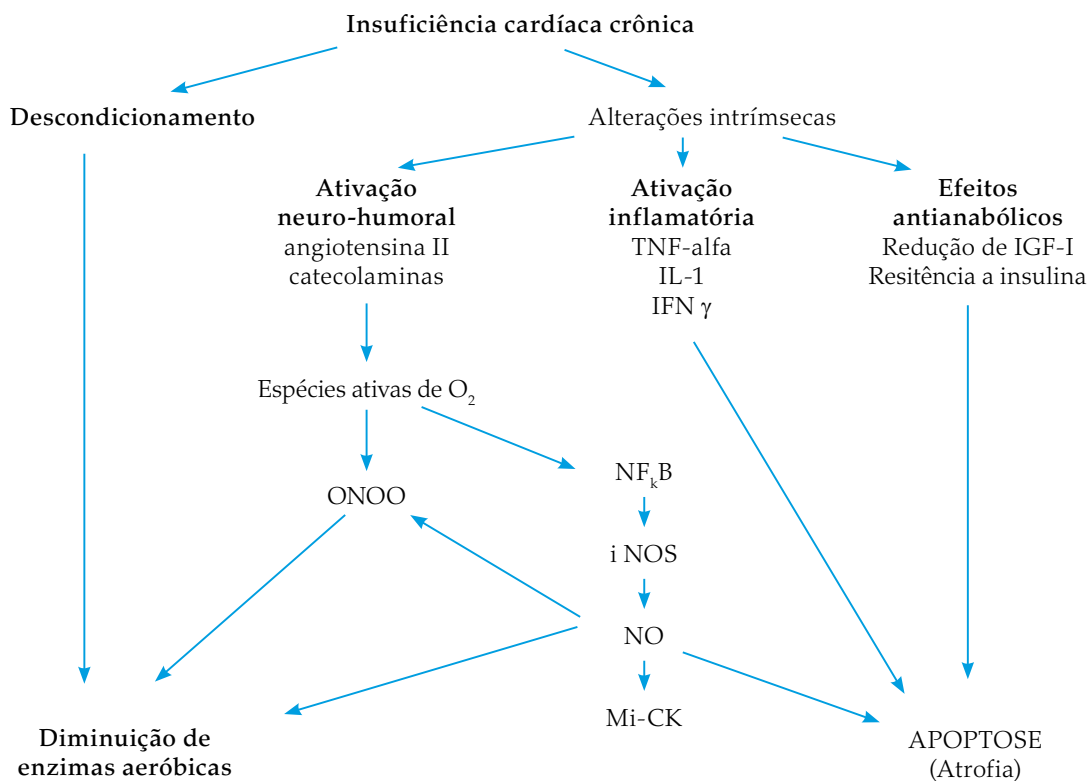 Insuficiência cardíaca crônica
Descondicionamento
Alterações intrímsecas
Ativação
neuro-humoral
angiotensina II
catecolaminas
Ativação
inflamatória
TNF-alfa
IL-1
IFN γ
Efeitos
antianabólicos
Redução de IGF-I
Resitência a insulina
Espécies ativas de O₂
ONOO
NFₖB
i NOS
NO
Mi-CK
Diminuição de
enzimas aeróbicas
APOPTOSE
(Atrofia)